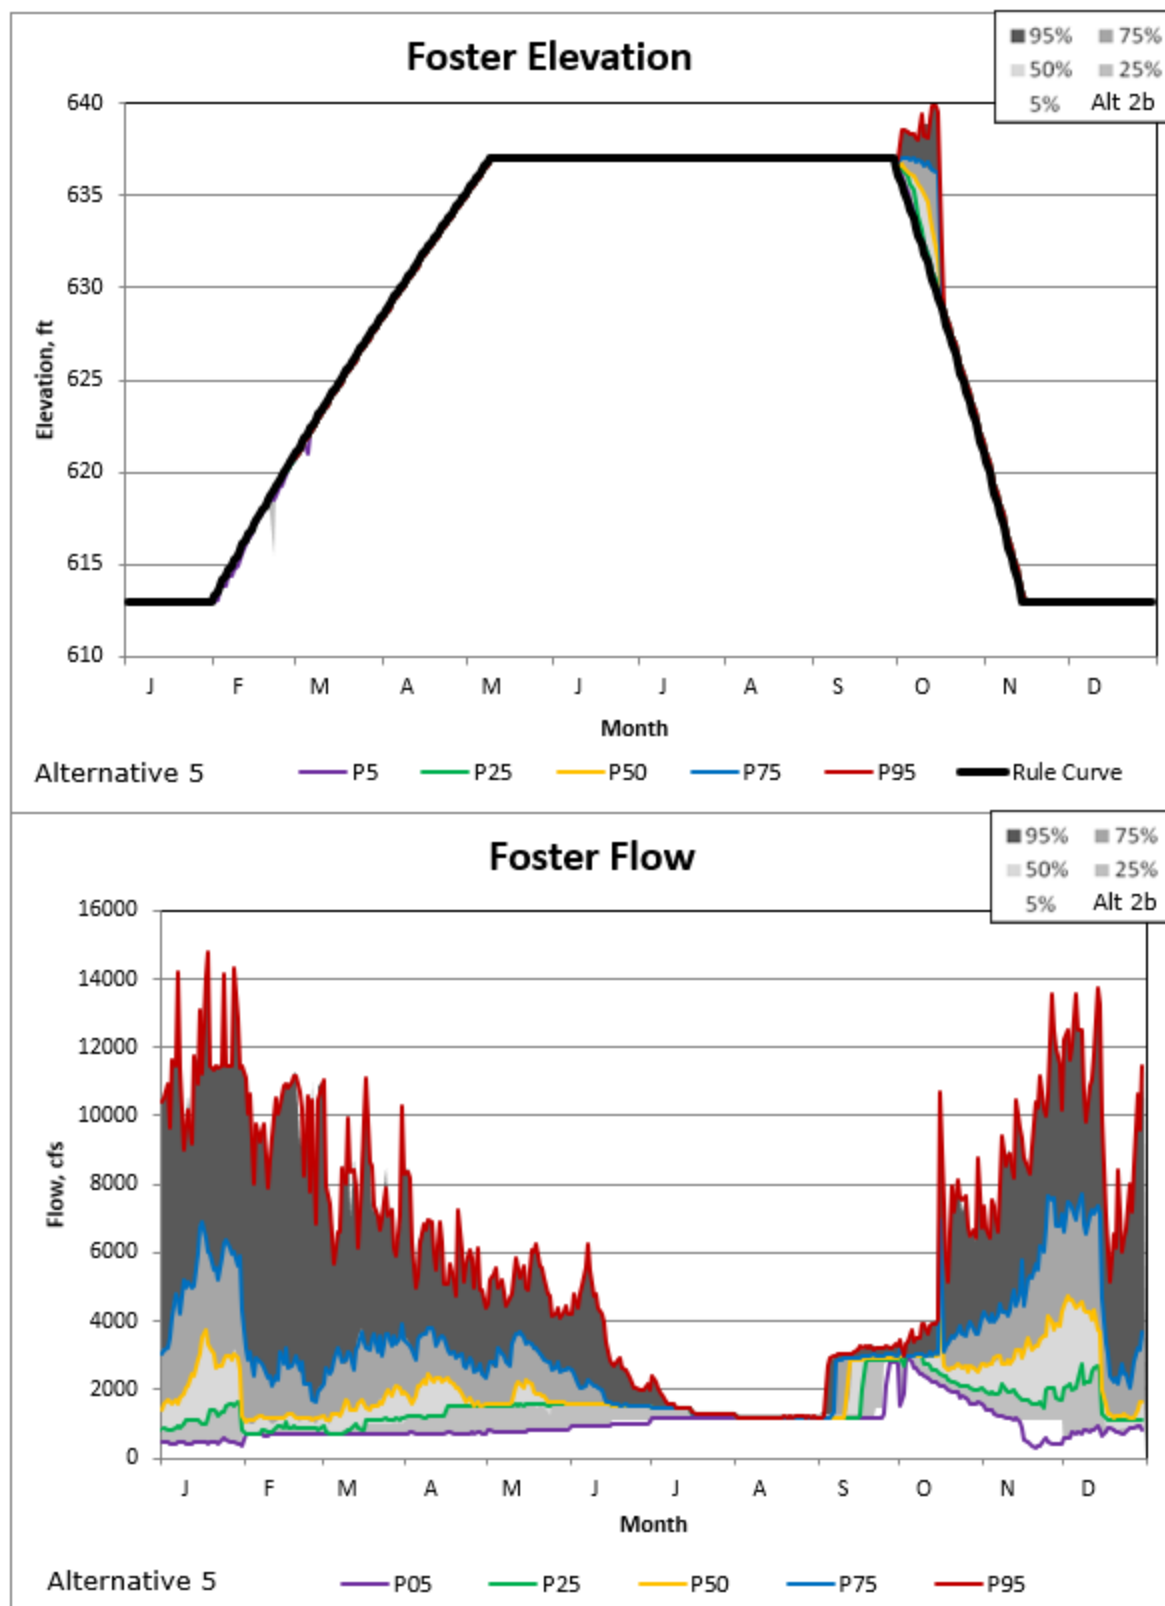 Foster Elevation
95% 75%
50% 25%
5% Alt 2b
640
635
630
625
620
615
610
Elevation, ft
J F M A M J J A S O N D
Month
Alternative 5 P5 P25 P50 P75 P95 Rule Curve
Foster Flow
95% 75%
50% 25%
5% Alt 2b
16000
14000
12000
10000
8000
6000
4000
2000
0
Flow, cfs
J F M A M J J A S O N D
Month
Alternative 5 P05 P25 P50 P75 P95